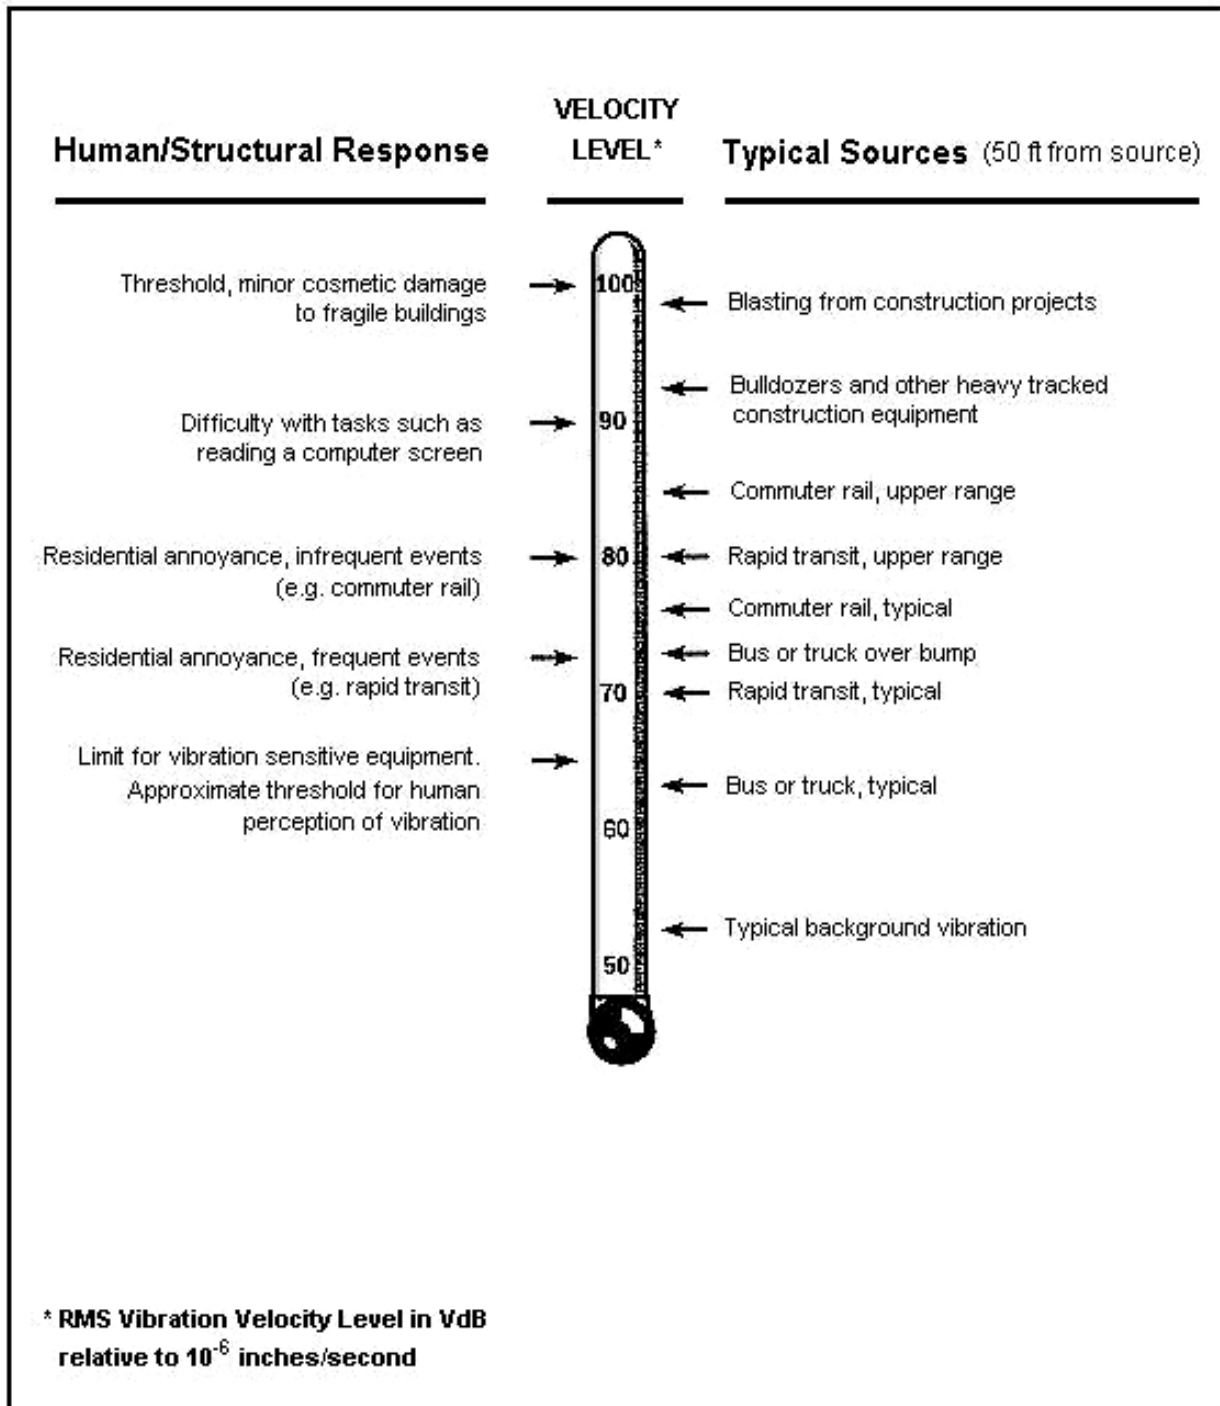 VELOCITY
LEVEL*
Human/Structural Response
Typical Sources (50 ft from source)
Threshold, minor cosmetic damage
to fragile buildings
100
Blasting from construction projects
Bulldozers and other heavy tracked
construction equipment
Difficulty with tasks such as
reading a computer screen
90
Commuter rail, upper range
Residential annoyance, infrequent events
(e.g. commuter rail)
80
Rapid transit, upper range
Commuter rail, typical
Residential annoyance, frequent events
(e.g. rapid transit)
Bus or truck over bump
70
Rapid transit, typical
Limit for vibration sensitive equipment.
Approximate threshold for human
perception of vibration
Bus or truck, typical
60
Typical background vibration
50
* RMS Vibration Velocity Level in VdB
relative to 10⁻⁶ inches/second